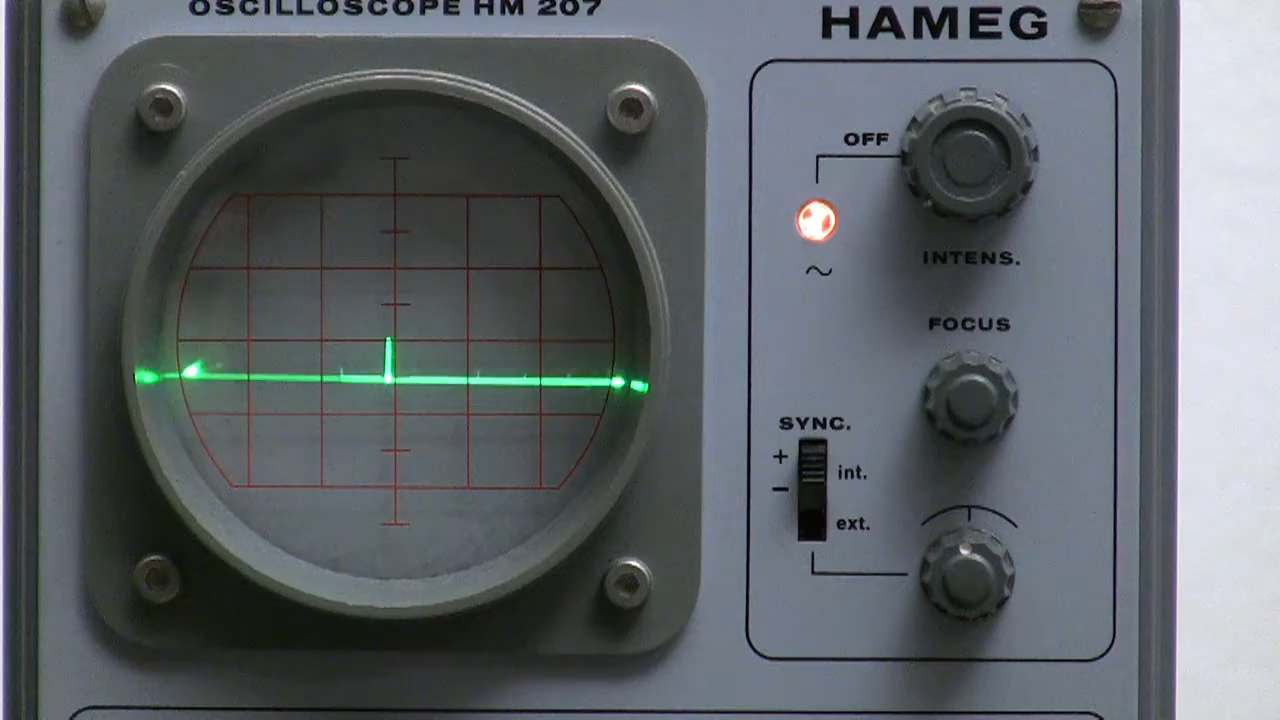 OSCILLOSCOPE HM 207
HAMEG
OFF
~
INTENS.
FOCUS
SYNC.
+
int.
−
ext.